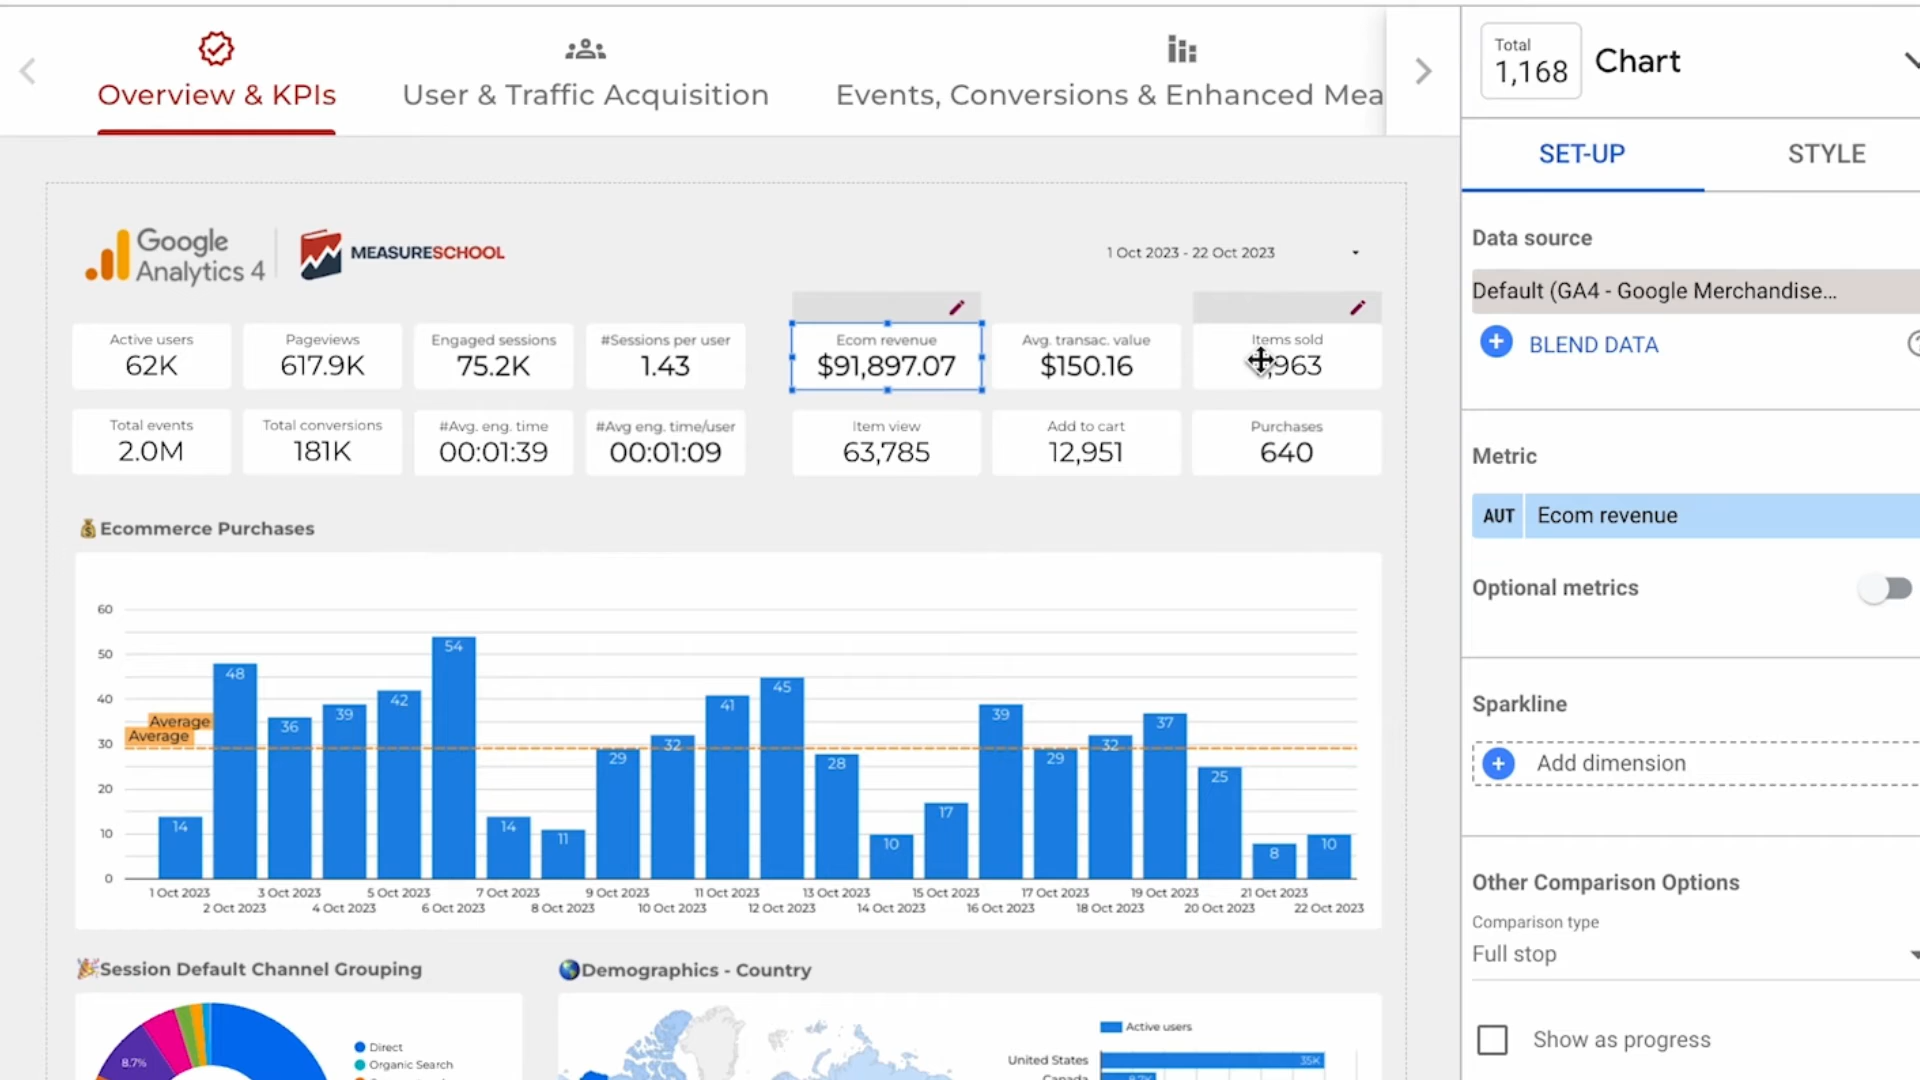 Overview & KPIs
User & Traffic Acquisition
Events, Conversions & Enhanced Mea
Total
1,168
Chart
SET-UP
STYLE
Google
Analytics 4
MEASURESCHOOL
1 Oct 2023 - 22 Oct 2023
Active users
62K
Pageviews
617.9K
Engaged sessions
75.2K
#Sessions per user
1.43
Ecom revenue
$91,897.07
Avg. transac. value
$150.16
Items sold
,963
Total events
2.0M
Total conversions
181K
#Avg. eng. time
00:01:39
#Avg eng. time/user
00:01:09
Item view
63,785
Add to cart
12,951
Purchases
640
💰Ecommerce Purchases
60
50
40
30
20
10
0
Average
Average
14
48
36
39
42
54
14
11
29
32
41
45
28
10
17
39
29
32
37
25
8
10
1 Oct 2023
2 Oct 2023
3 Oct 2023
4 Oct 2023
5 Oct 2023
6 Oct 2023
7 Oct 2023
8 Oct 2023
9 Oct 2023
10 Oct 2023
11 Oct 2023
12 Oct 2023
13 Oct 2023
14 Oct 2023
15 Oct 2023
16 Oct 2023
17 Oct 2023
18 Oct 2023
19 Oct 2023
20 Oct 2023
21 Oct 2023
22 Oct 2023
🎉Session Default Channel Grouping
8.7%
Direct
Organic Search
🌎Demographics - Country
Active users
United States
35K
Canada
Data source
Default (GA4 - Google Merchandise...
BLEND DATA
Metric
AUT
Ecom revenue
Optional metrics
Sparkline
Add dimension
Other Comparison Options
Comparison type
Full stop
Show as progress